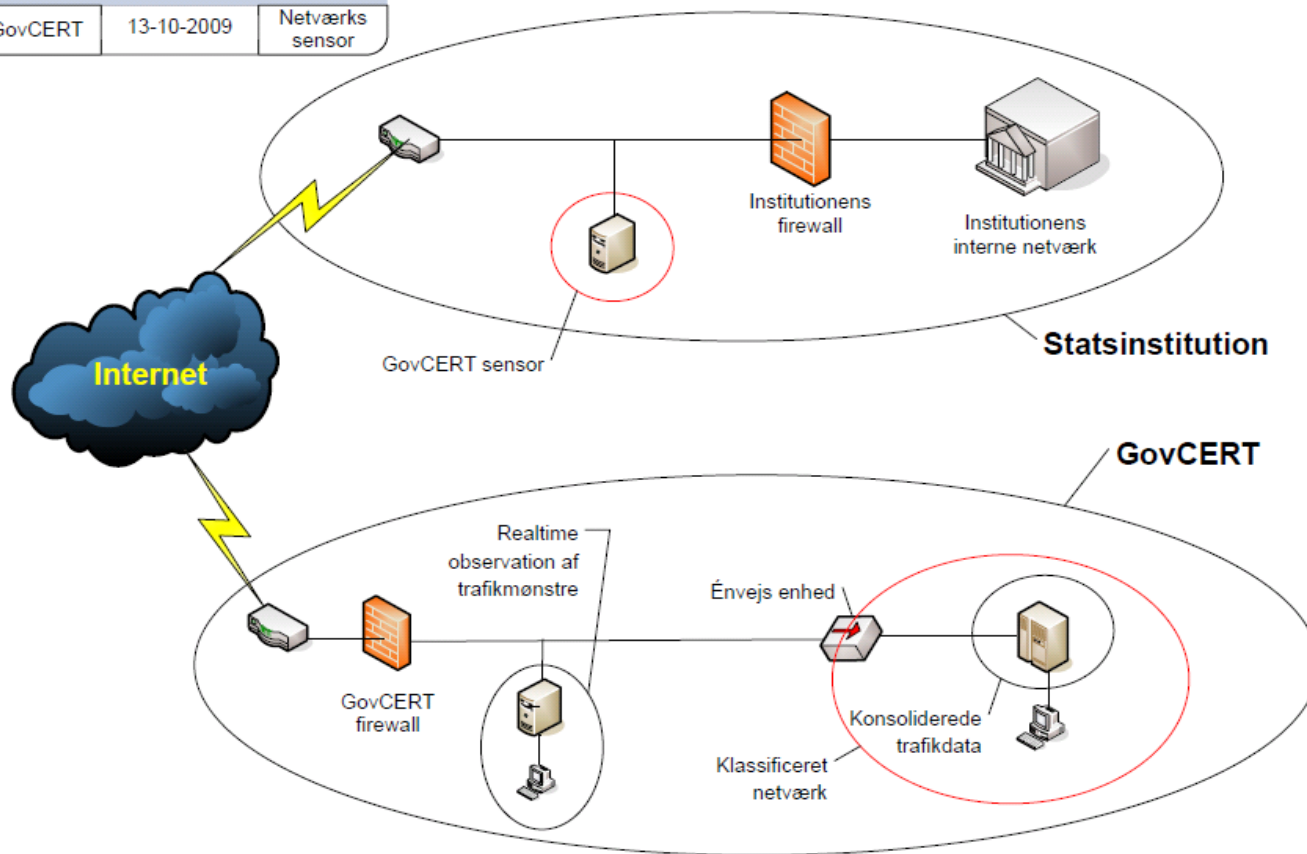 GovCERT
13-10-2009
Netværks
sensor
Institutionens
firewall
Institutionens
interne netværk
GovCERT sensor
Statsinstitution
Internet
GovCERT
Realtime
observation af
trafikmønstre
Énvejs enhed
GovCERT
firewall
Konsoliderede
trafikdata
Klassificeret
netværk